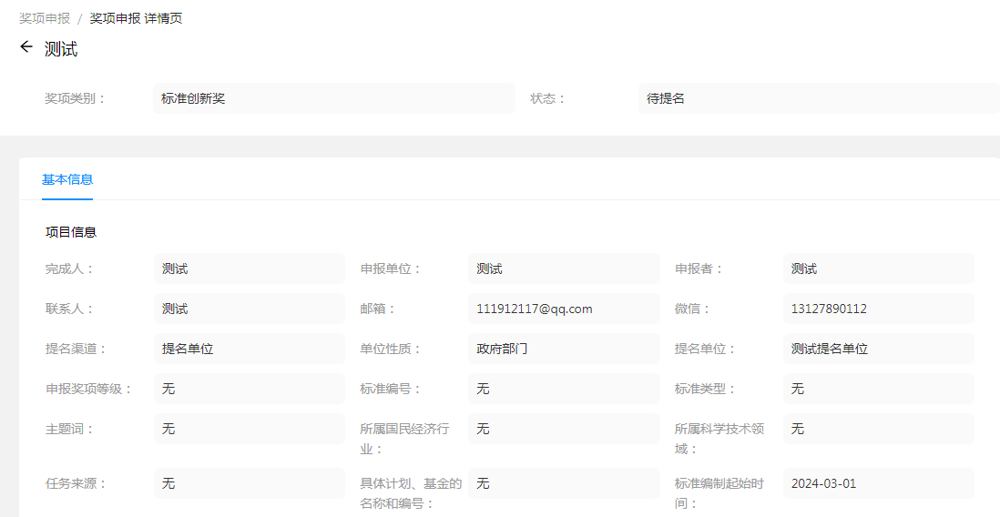 奖项申报 / 奖项申报 详情页
测试
奖项类别： 标准创新奖 状态： 待提名
基本信息
项目信息
完成人： 测试 申报单位： 测试 申报者： 测试
联系人： 测试 邮箱： 111912117@qq.com 微信： 13127890112
提名渠道： 提名单位 单位性质： 政府部门 提名单位： 测试提名单位
申报奖项等级： 无 标准编号： 无 标准类型： 无
主题词： 无 所属国民经济行 无 所属科学技术领 无
业： 域：
任务来源： 无 具体计划、基金的 无 标准编制起始时 2024-03-01
名称和编号： 间：